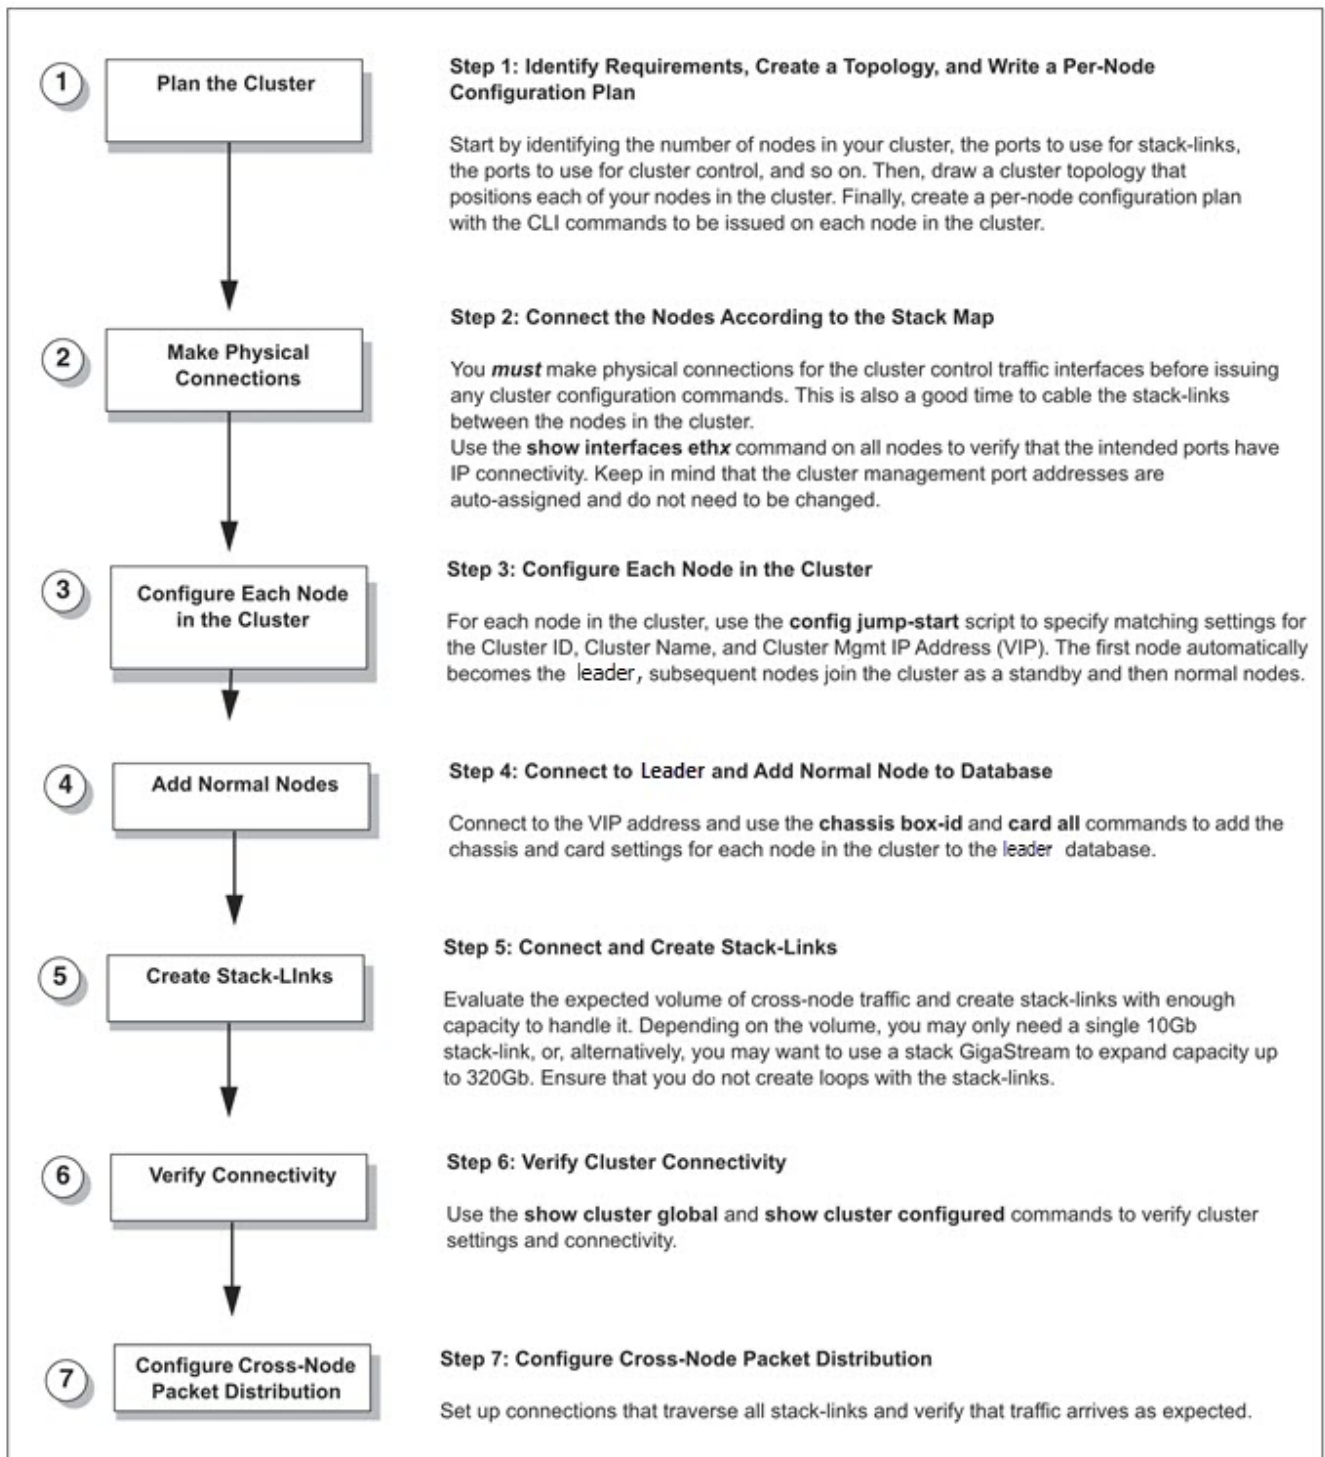 1
Plan the Cluster
Step 1: Identify Requirements, Create a Topology, and Write a Per-Node
Configuration Plan
Start by identifying the number of nodes in your cluster, the ports to use for stack-links,
the ports to use for cluster control, and so on. Then, draw a cluster topology that
positions each of your nodes in the cluster. Finally, create a per-node configuration plan
with the CLI commands to be issued on each node in the cluster.
2
Make Physical
Connections
Step 2: Connect the Nodes According to the Stack Map
You must make physical connections for the cluster control traffic interfaces before issuing
any cluster configuration commands. This is also a good time to cable the stack-links
between the nodes in the cluster.
Use the show interfaces ethx command on all nodes to verify that the intended ports have
IP connectivity. Keep in mind that the cluster management port addresses are
auto-assigned and do not need to be changed.
3
Configure Each Node
in the Cluster
Step 3: Configure Each Node in the Cluster
For each node in the cluster, use the config jump-start script to specify matching settings for
the Cluster ID, Cluster Name, and Cluster Mgmt IP Address (VIP). The first node automatically
becomes the leader, subsequent nodes join the cluster as a standby and then normal nodes.
4
Add Normal Nodes
Step 4: Connect to Leader and Add Normal Node to Database
Connect to the VIP address and use the chassis box-id and card all commands to add the
chassis and card settings for each node in the cluster to the leader database.
5
Create Stack-LInks
Step 5: Connect and Create Stack-Links
Evaluate the expected volume of cross-node traffic and create stack-links with enough
capacity to handle it. Depending on the volume, you may only need a single 10Gb
stack-link, or, alternatively, you may want to use a stack GigaStream to expand capacity up
to 320Gb. Ensure that you do not create loops with the stack-links.
6
Verify Connectivity
Step 6: Verify Cluster Connectivity
Use the show cluster global and show cluster configured commands to verify cluster
settings and connectivity.
7
Configure Cross-Node
Packet Distribution
Step 7: Configure Cross-Node Packet Distribution
Set up connections that traverse all stack-links and verify that traffic arrives as expected.